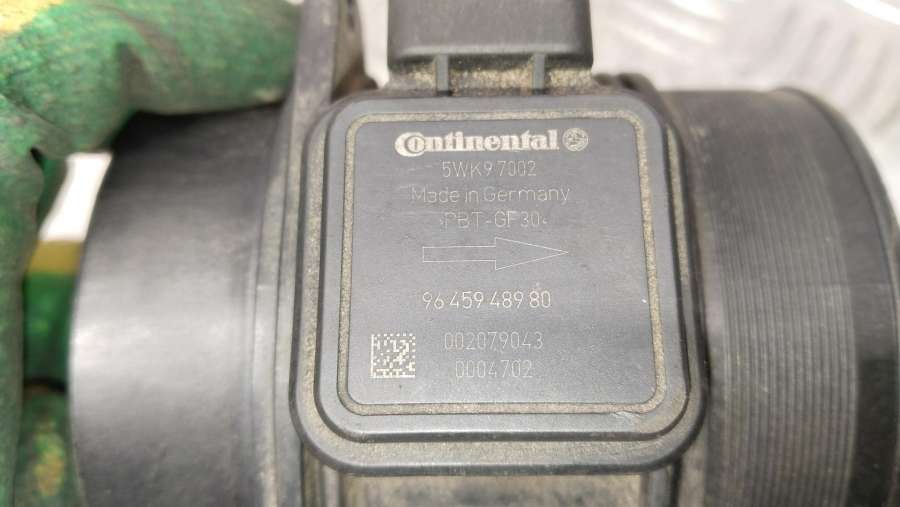 Continental
5WK9 7002
Made in Germany
>PBT-GF30<
96 459 489 80
002079043
0004702